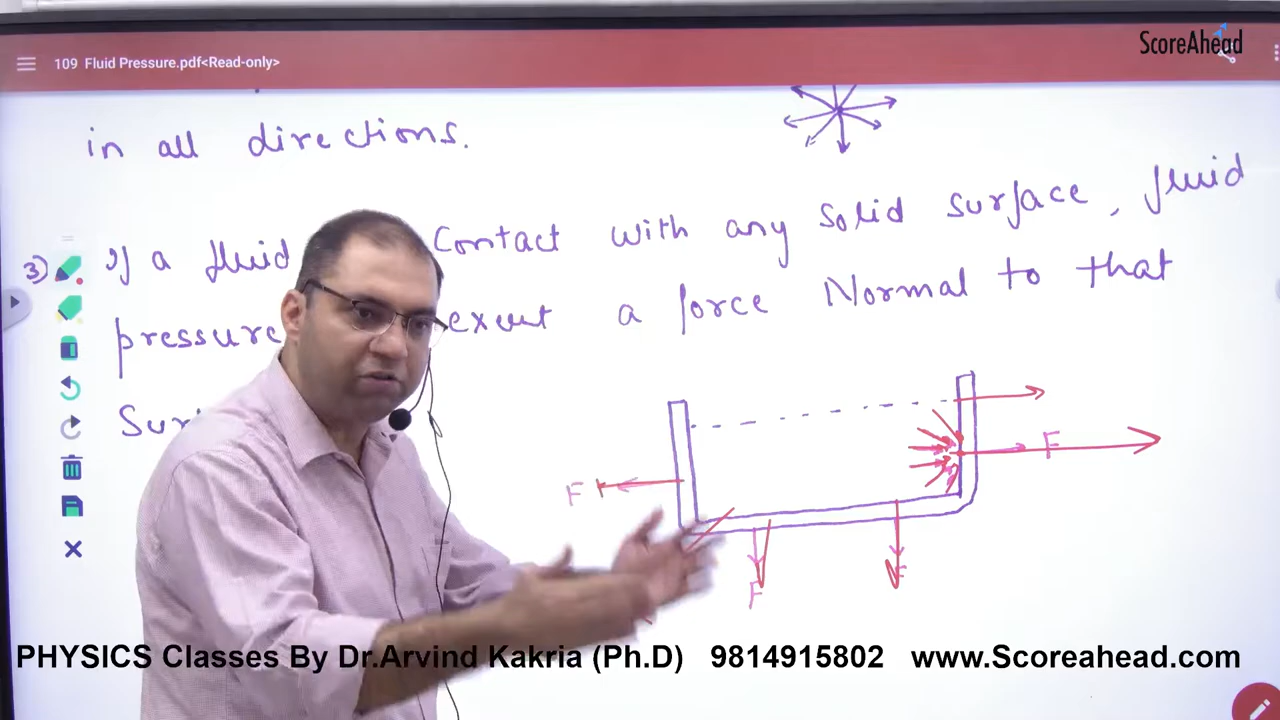 ScoreAhead
109 Fluid Pressure.pdf<Read-only>
in all directions.
3) If a fluid Contact with any Solid surface, fluid
pressure exert a force Normal to that
Sur
F
F
F
F
PHYSICS Classes By Dr.Arvind Kakria (Ph.D) 9814915802 www.Scoreahead.com